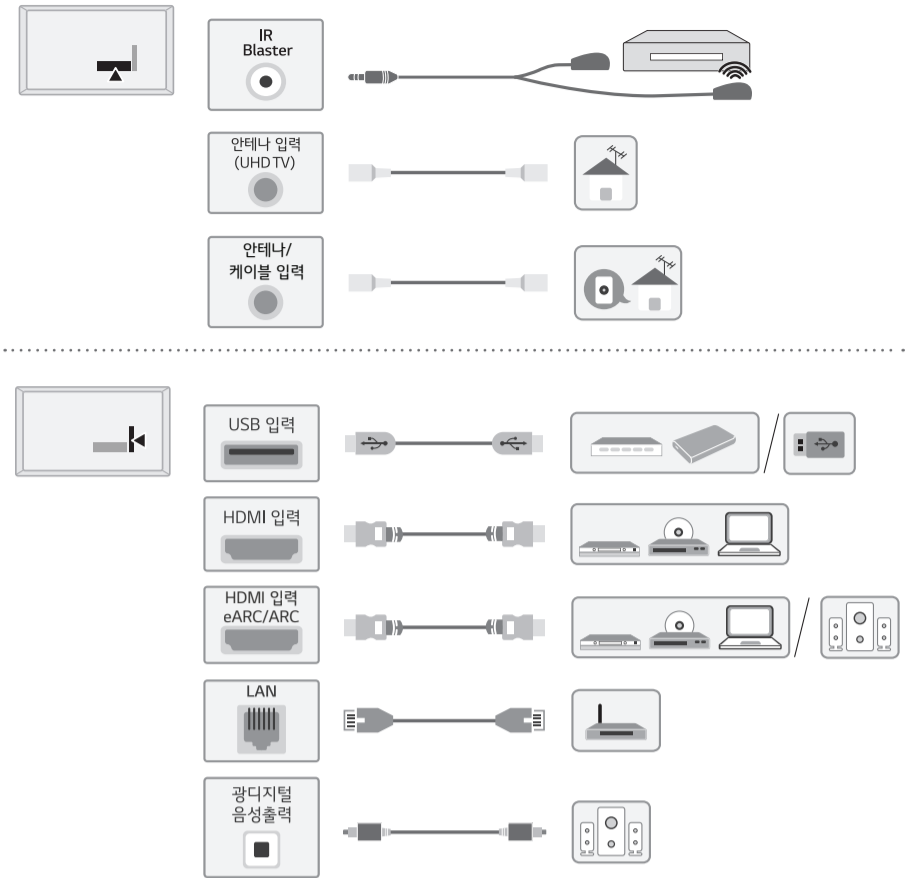 IR
Blaster
안테나 입력
(UHD TV)
안테나/
케이블 입력
USB 입력
HDMI 입력
HDMI 입력
eARC/ARC
LAN
광디지털
음성출력